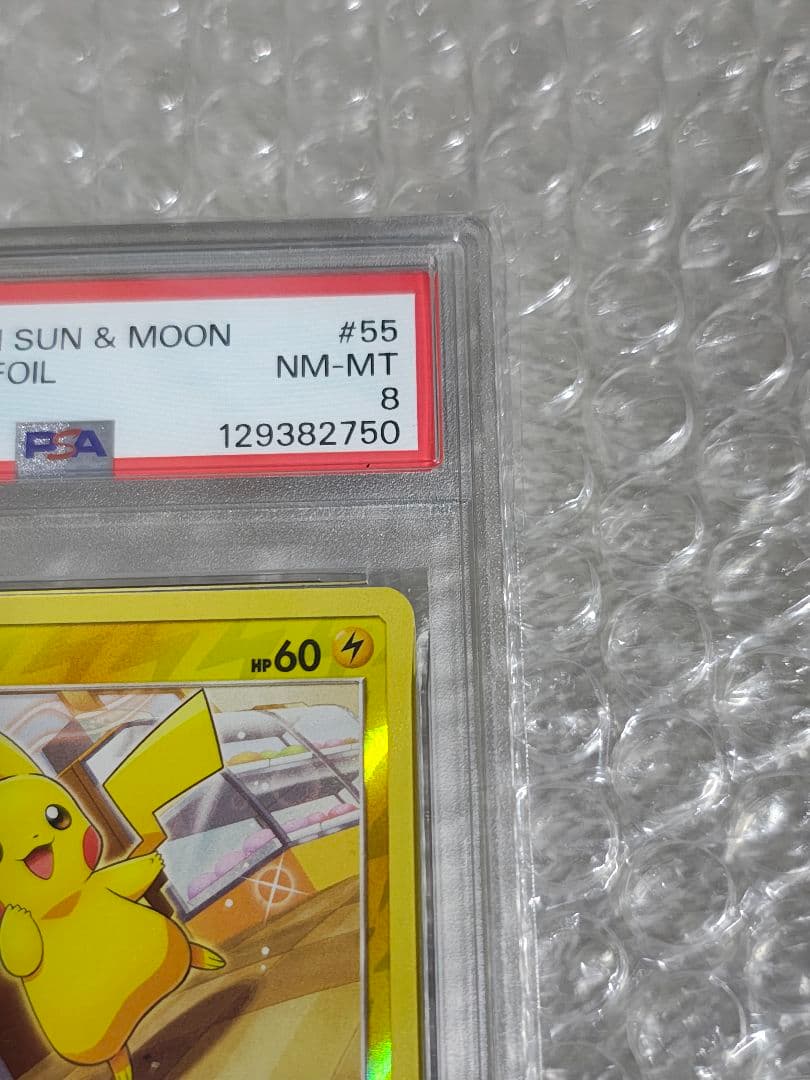 SUN & MOON #55
FOIL NM-MT
8
PSA 129382750
HP60